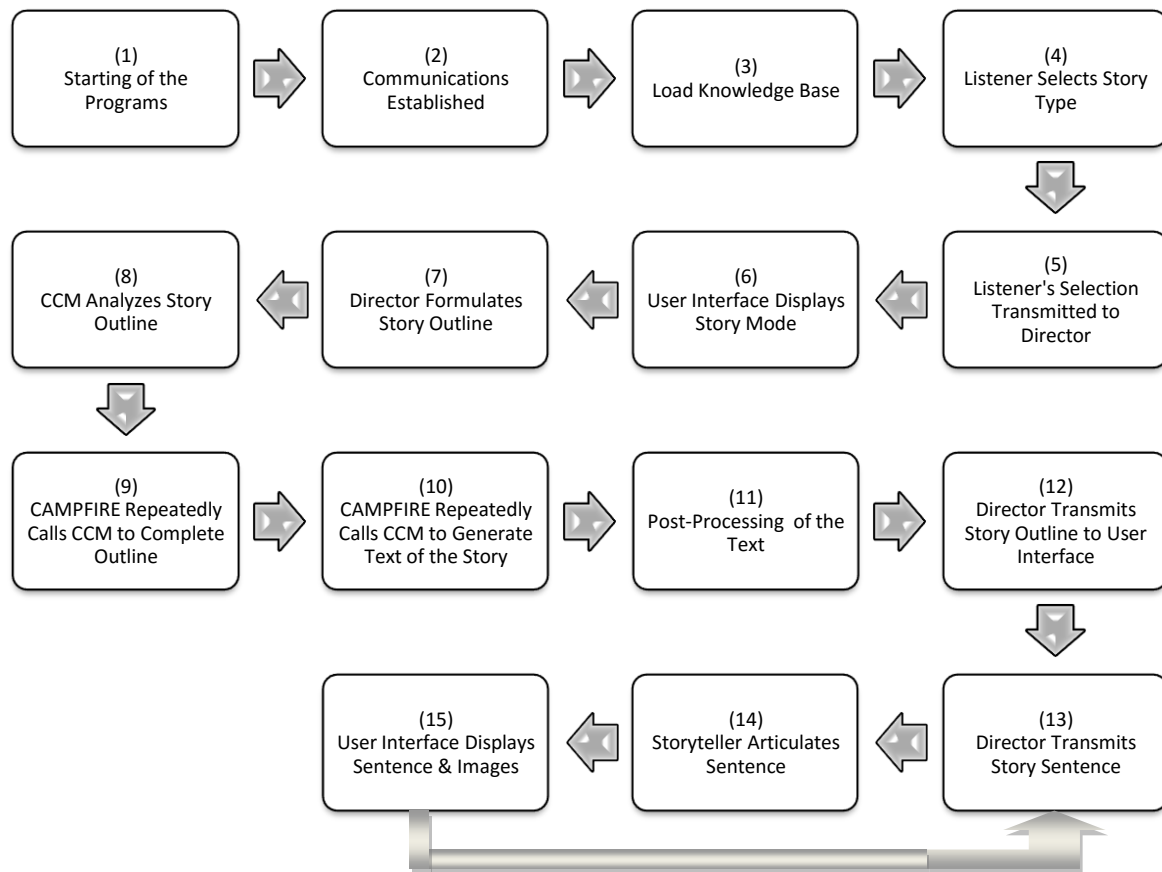 (1)
Starting of the
Programs
(2)
Communications
Established
(3)
Load Knowledge Base
(4)
Listener Selects Story
Type
(5)
Listener's Selection
Transmitted to
Director
(6)
User Interface Displays
Story Mode
(7)
Director Formulates
Story Outline
(8)
CCM Analyzes Story
Outline
(9)
CAMPFIRE Repeatedly
Calls CCM to Complete
Outline
(10)
CAMPFIRE Repeatedly
Calls CCM to Generate
Text of the Story
(11)
Post-Processing of the
Text
(12)
Director Transmits
Story Outline to User
Interface
(13)
Director Transmits
Story Sentence
(14)
Storyteller Articulates
Sentence
(15)
User Interface Displays
Sentence & Images